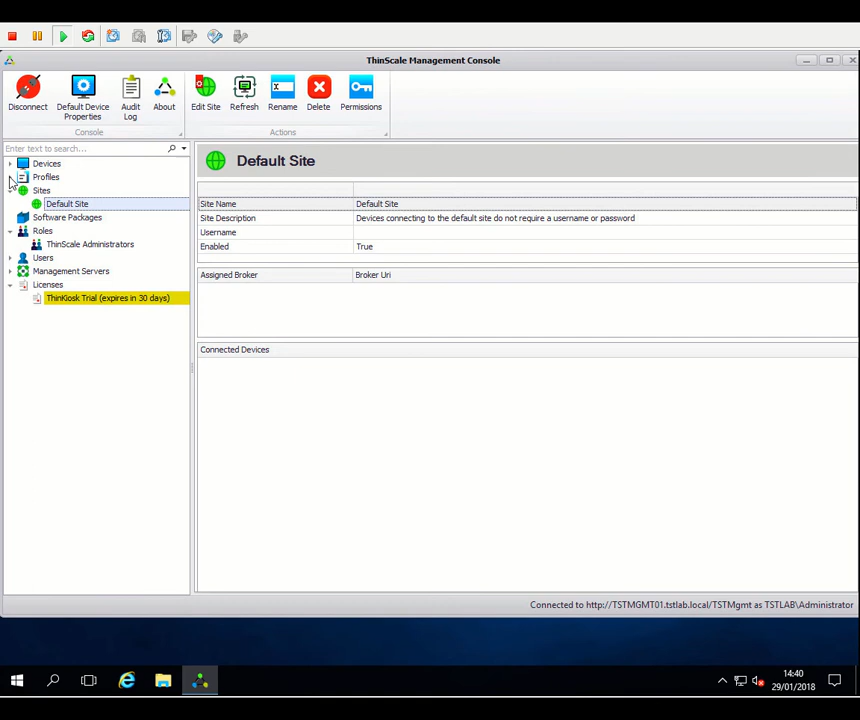 ThinScale Management Console
Disconnect
Default Device
Properties
Audit
Log
About
Edit Site
Refresh
Rename
Delete
Permissions
Console
Actions
Enter text to search...
Devices
Profiles
Sites
Default Site
Software Packages
Roles
ThinScale Administrators
Users
Management Servers
Licenses
ThinKiosk Trial (expires in 30 days)
Default Site
Site Name Default Site
Site Description Devices connecting to the default site do not require a username or password
Username
Enabled True
Assigned Broker Broker Uri
Connected Devices
Connected to http://TSTMGMT01.tstlab.local/TSTMgmt as TSTLAB\Administrator
14:40
29/01/2018